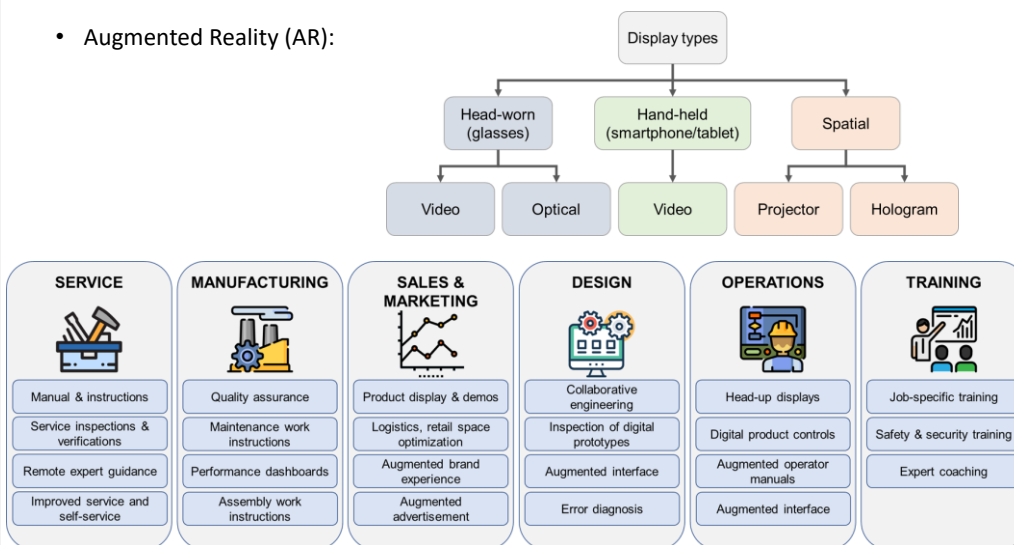 • Augmented Reality (AR):
Display types
Head-worn
(glasses)
Hand-held
(smartphone/tablet)
Spatial
Video
Optical
Video
Projector
Hologram
SERVICE
Manual & instructions
Service inspections &
verifications
Remote expert guidance
Improved service and
self-service
MANUFACTURING
Quality assurance
Maintenance work
instructions
Performance dashboards
Assembly work
instructions
SALES &
MARKETING
Product display & demos
Logistics, retail space
optimization
Augmented brand
experience
Augmented
advertisement
DESIGN
Collaborative
engineering
Inspection of digital
prototypes
Augmented interface
Error diagnosis
OPERATIONS
Head-up displays
Digital product controls
Augmented operator
manuals
Augmented interface
TRAINING
Job-specific training
Safety & security training
Expert coaching